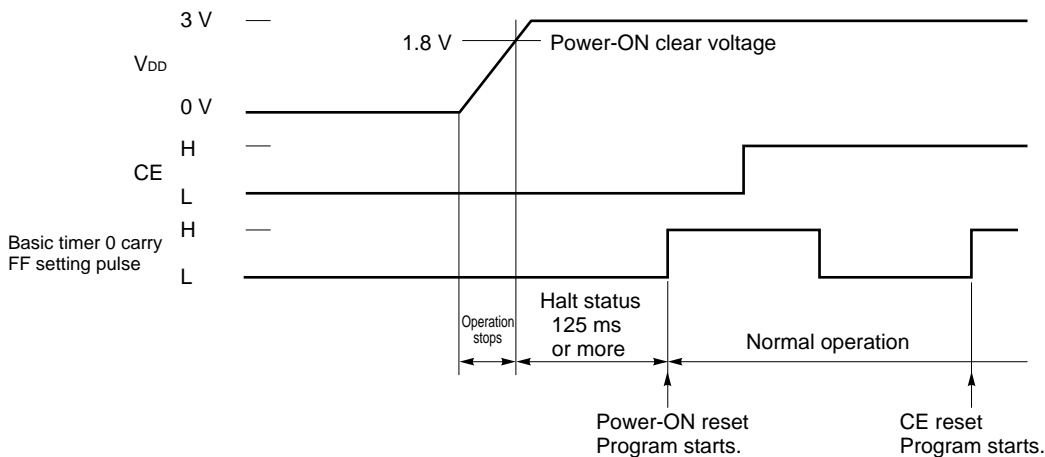 3 V
1.8 V
Power-ON clear voltage
VDD
0 V
H
CE
L
H
Basic timer 0 carry
FF setting pulse
L
Operation
stops
Halt status
125 ms
or more
Normal operation
Power-ON reset
Program starts.
CE reset
Program starts.